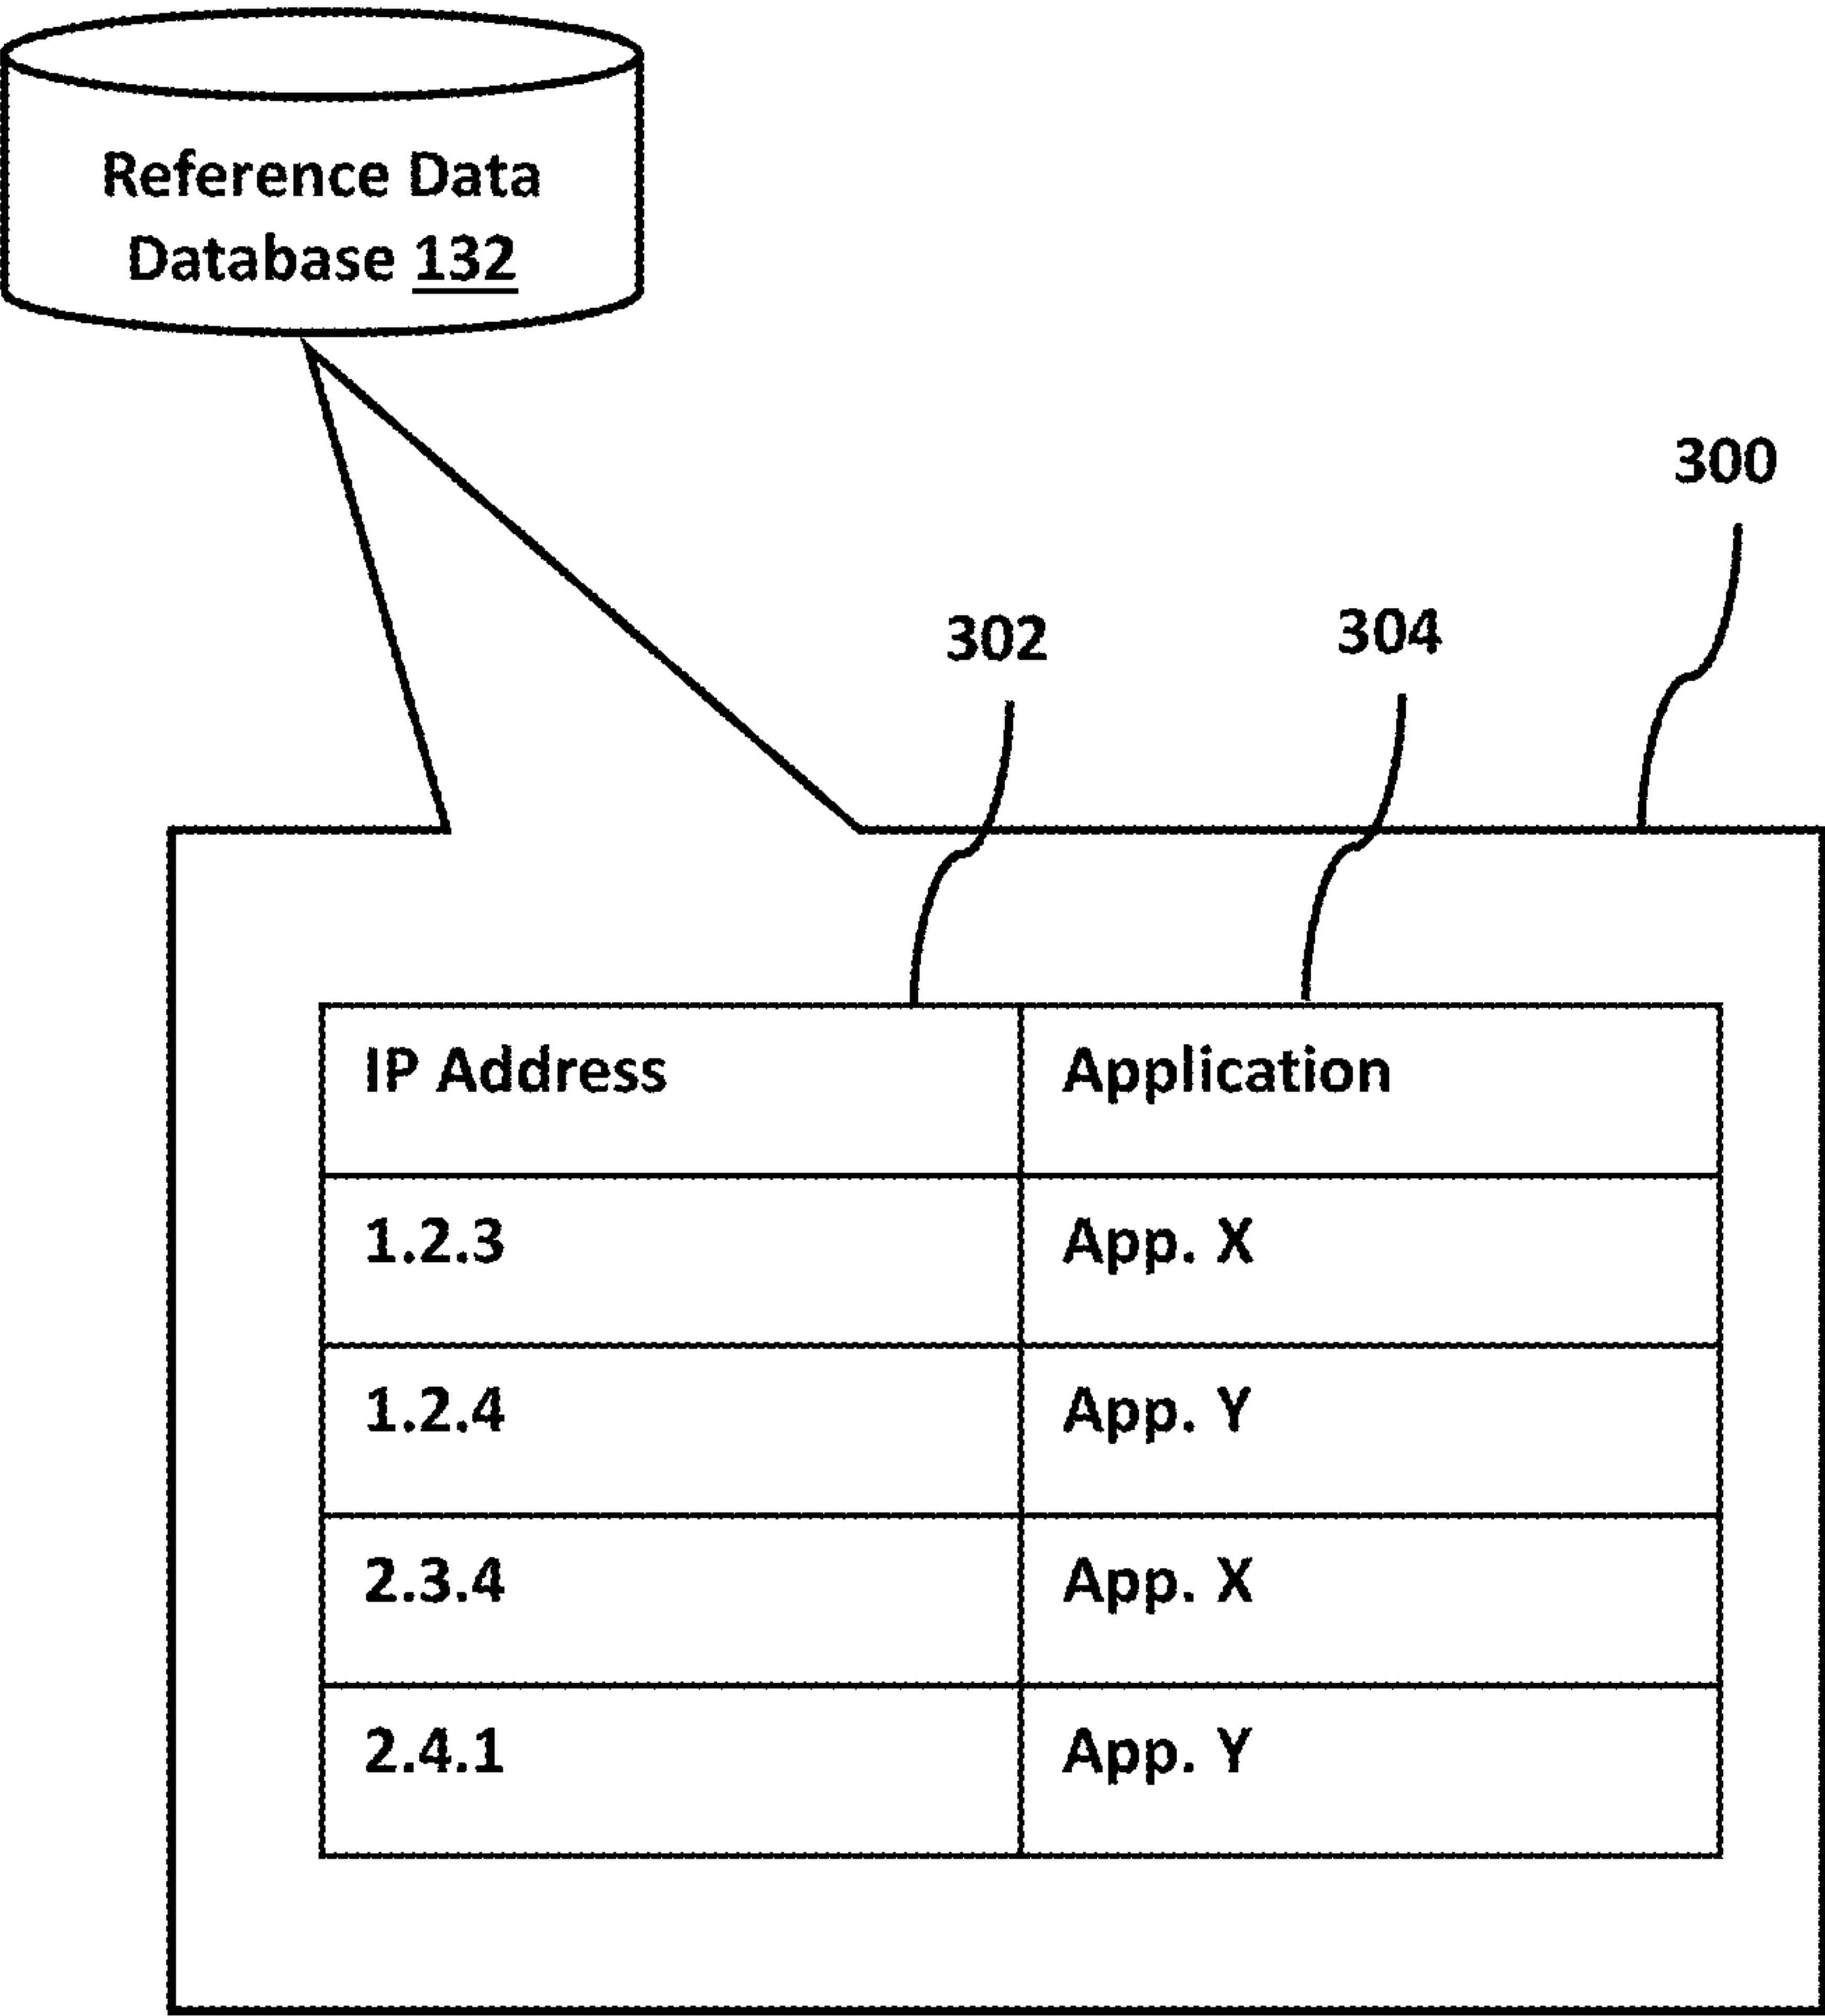 Reference Data
Database 132
300
302
304
IP Address Application
1.2.3 App. X
1.2.4 App. Y
2.3.4 App. X
2.4.1 App. Y